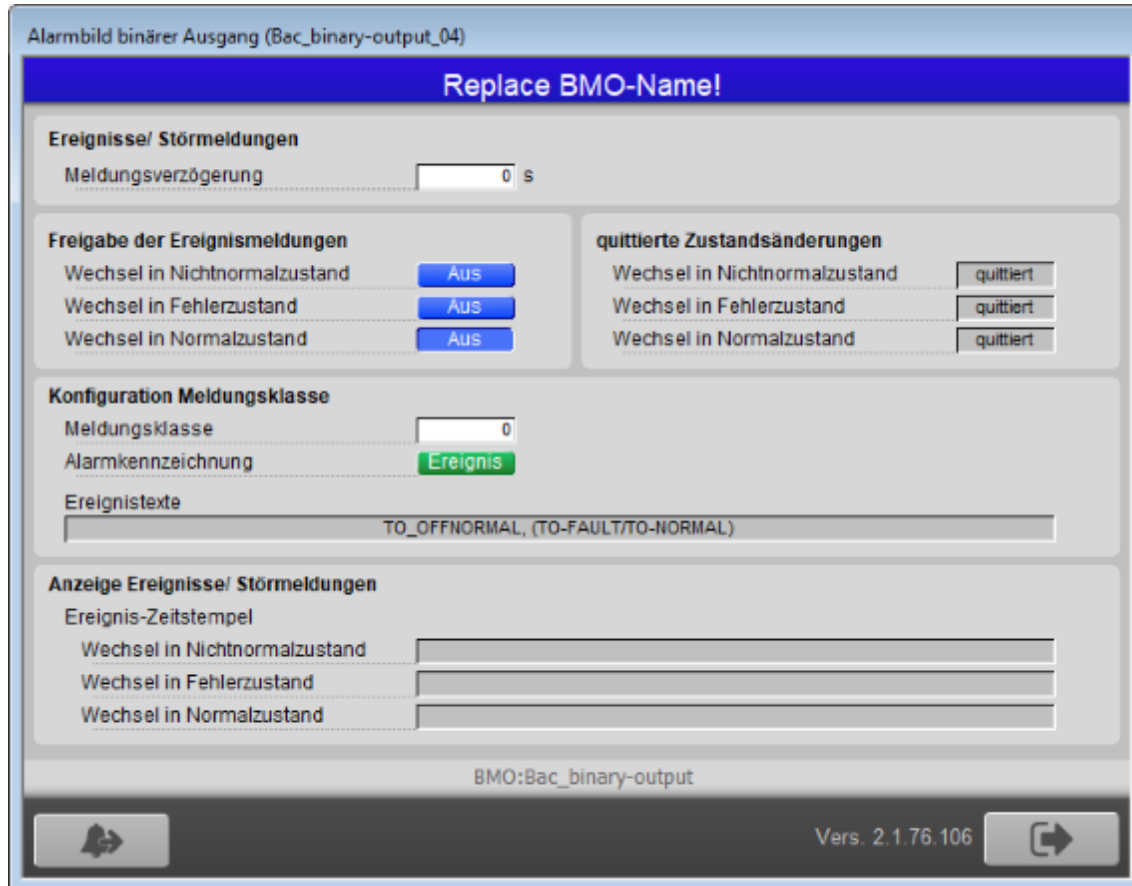 Alarmbild binärer Ausgang (Bac_binary-output_04)
Replace BMO-Name!
Ereignisse/ Störmeldungen
Meldungsverzögerung 0 s
Freigabe der Ereignismeldungen
Wechsel in Nichtnormalzustand Aus
Wechsel in Fehlerzustand Aus
Wechsel in Normalzustand Aus
quittierte Zustandsänderungen
Wechsel in Nichtnormalzustand quittiert
Wechsel in Fehlerzustand quittiert
Wechsel in Normalzustand quittiert
Konfiguration Meldungsklasse
Meldungsklasse 0
Alarmkennzeichnung Ereignis
Ereignistexte
TO_OFFNORMAL, (TO-FAULT/TO-NORMAL)
Anzeige Ereignisse/ Störmeldungen
Ereignis-Zeitstempel
Wechsel in Nichtnormalzustand
Wechsel in Fehlerzustand
Wechsel in Normalzustand
BMO:Bac_binary-output
Vers. 2.1.76.106